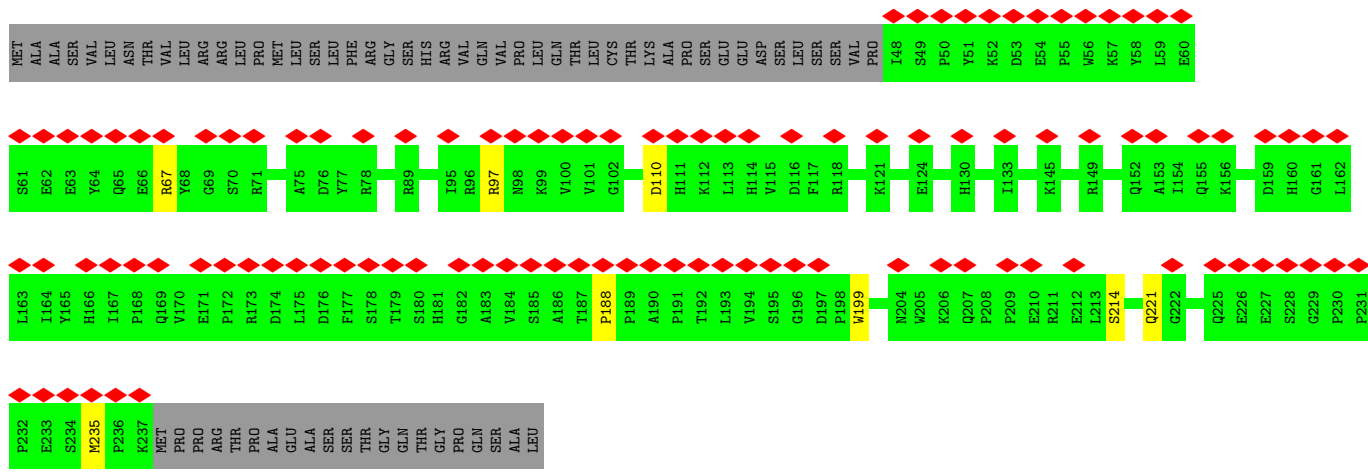 MET ALA ALA SER VAL LEU ASN THR VAL LEU ARG ARG LEU PRO MET LEU SER LEU PHE ARG GLY SER HIS ARG VAL GLN VAL PRO LEU GLN THR LEU CYS THR LYS ALA PRO SER GLU GLU ASP SER LEU SER SER VAL PRO I48 S49 P50 Y51 K52 D53 E54 P55 W56 K57 Y58 L59 E60
S61 E62 E63 Y64 Q65 E66 R67 Y68 G69 S70 R71 A75 D76 Y77 R78 R89 I95 R96 R97 N98 K99 V100 V101 G102 D110 H111 K112 L113 H114 V115 D116 F117 R118 K121 E124 H130 I133 K145 R149 Q152 A153 I154 Q155 K156 D159 H160 G161 L162
L163 I164 Y165 H166 I167 P168 Q169 V170 E171 P172 R173 D174 L175 D176 F177 S178 T179 S180 H181 G182 A183 V184 S185 A186 T187 P188 P189 A190 P191 T192 L193 V194 S195 G196 D197 P198 W199 N204 W205 K206 Q207 P208 P209 E210 R211 E212 L213 S214 Q221 G222 Q225 E226 E227 S228 G229 P230 P231
P232 E233 S234 M235 P236 K237 MET PRO PRO ARG THR PRO ALA GLU ALA SER SER THR GLY GLN THR GLY PRO GLN SER ALA LEU